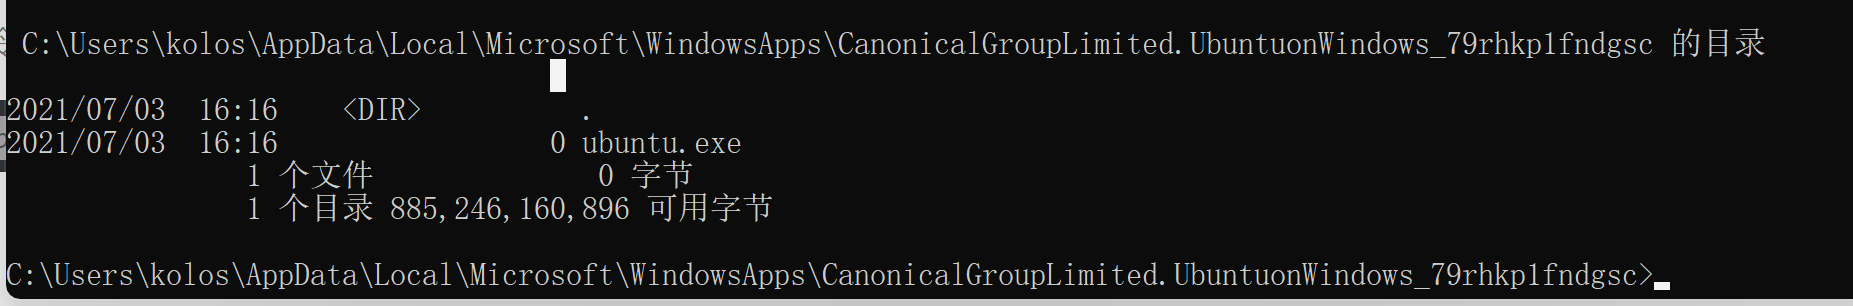 C:\Users\kolos\AppData\Local\Microsoft\WindowsApps\CanonicalGroupLimited.UbuntuonWindows_79rhkp1fndgsc 的目录
2021/07/03  16:16    <DIR>          .
2021/07/03  16:16                 0 ubuntu.exe
1 个文件              0 字节
1 个目录 885,246,160,896 可用字节
C:\Users\kolos\AppData\Local\Microsoft\WindowsApps\CanonicalGroupLimited.UbuntuonWindows_79rhkp1fndgsc>